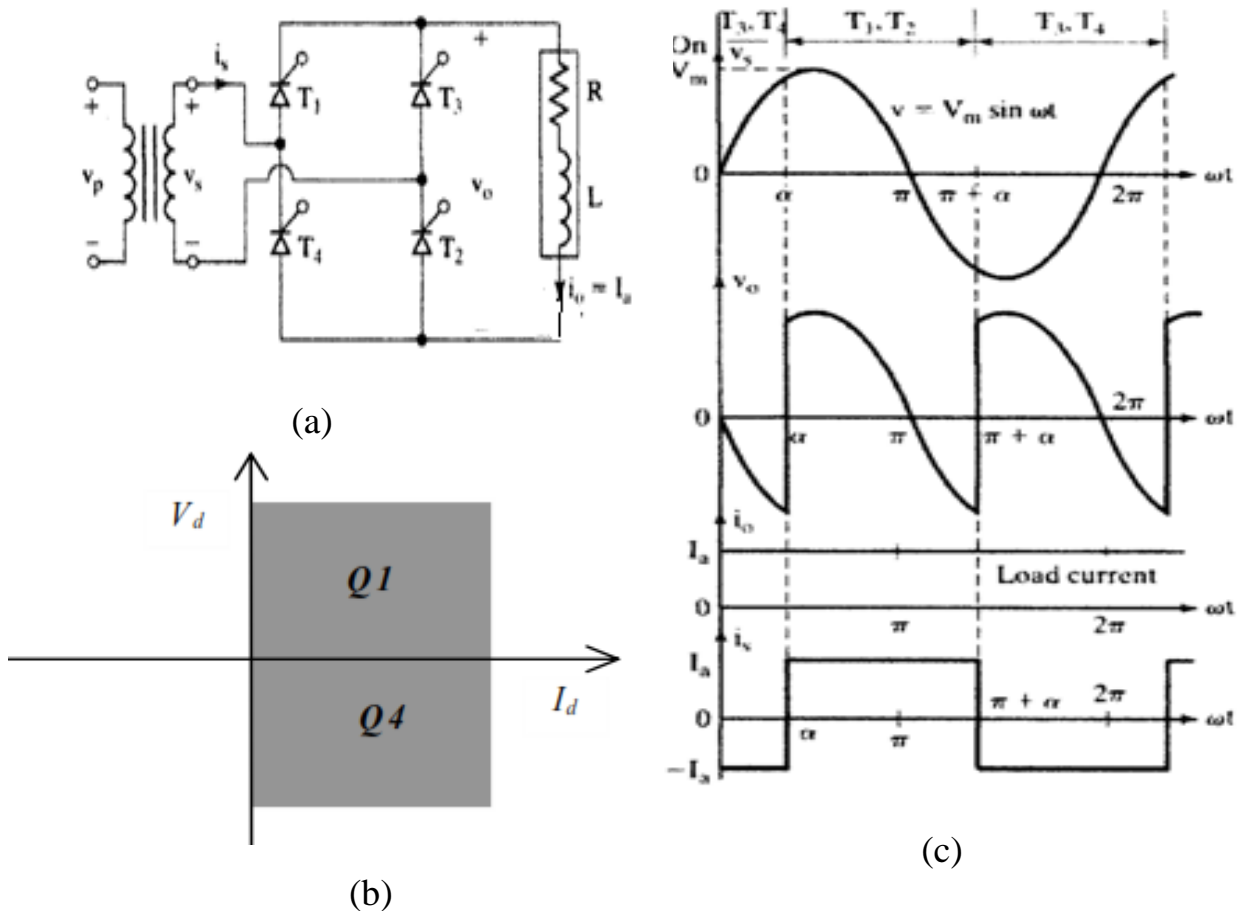 +
i_s
T_1
T_3
+
R
+
+
v_p
v_s
v_o
L
−
−
T_4
T_2
i_o = I_a
−
(a)
V_d
Q1
I_d
Q4
(b)
T_3, T_4
T_1, T_2
T_3, T_4
On
v_s
V_m
v = V_m sin ωt
0
α
π
π + α
2π
ωt
v_o
0
α
π
π + α
2π
ωt
i_o
I_a
Load current
0
π
2π
ωt
i_s
I_a
0
α
π
π + α
2π
ωt
−I_a
(c)